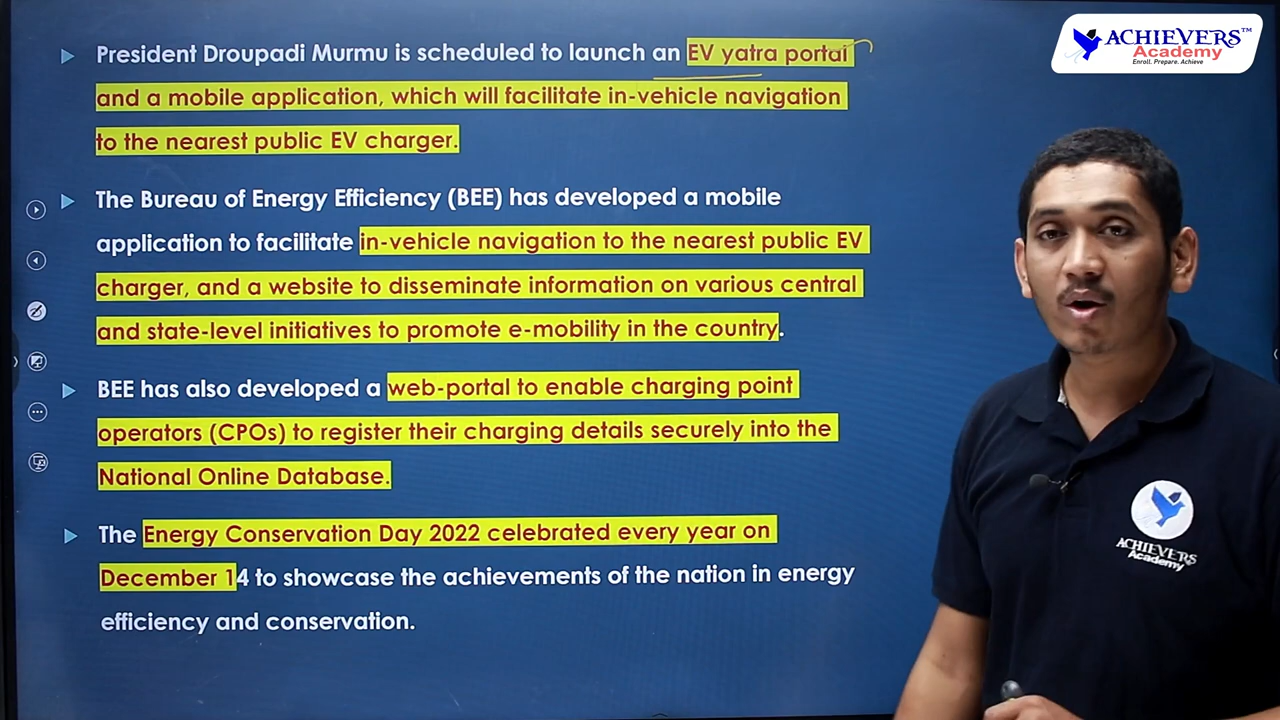 President Droupadi Murmu is scheduled to launch an EV yatra portal
and a mobile application, which will facilitate in-vehicle navigation
to the nearest public EV charger.
The Bureau of Energy Efficiency (BEE) has developed a mobile
application to facilitate in-vehicle navigation to the nearest public EV
charger, and a website to disseminate information on various central
and state-level initiatives to promote e-mobility in the country.
BEE has also developed a web-portal to enable charging point
operators (CPOs) to register their charging details securely into the
National Online Database.
The Energy Conservation Day 2022 celebrated every year on
December 14 to showcase the achievements of the nation in energy
efficiency and conservation.
ACHIEVERS™
Academy
Enroll. Prepare. Achieve
ACHIEVERS
Academy